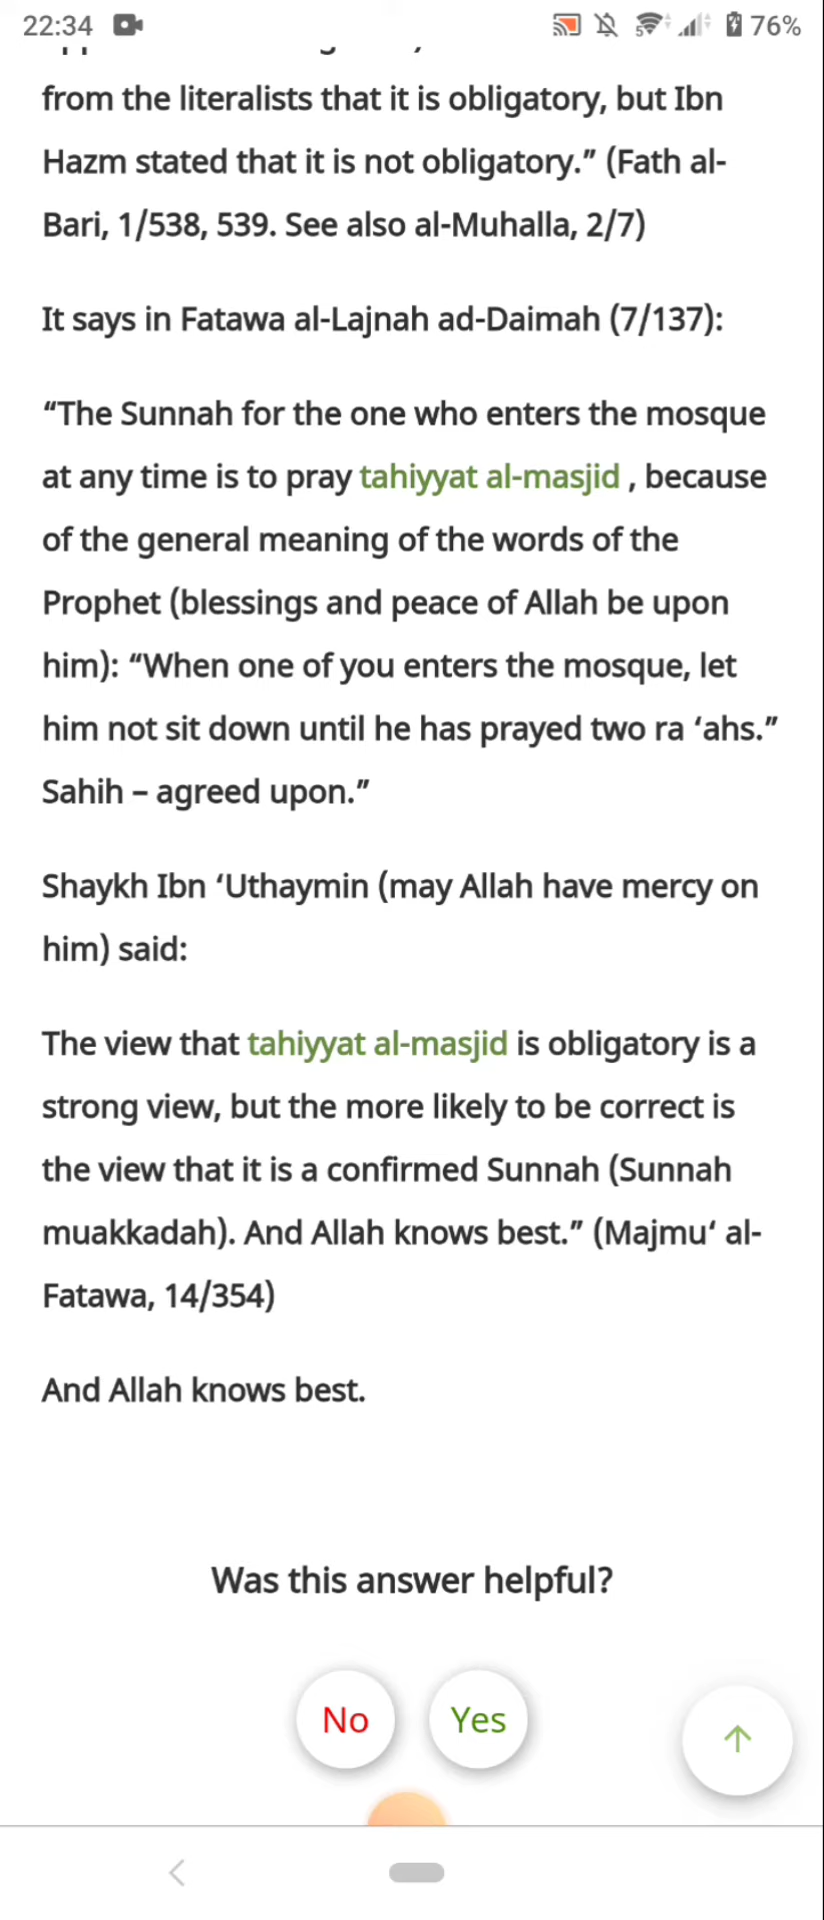 22:34
5
76%
from the literalists that it is obligatory, but Ibn
Hazm stated that it is not obligatory.” (Fath al-
Bari, 1/538, 539. See also al-Muhalla, 2/7)
It says in Fatawa al-Lajnah ad-Daimah (7/137):
“The Sunnah for the one who enters the mosque
at any time is to pray tahiyyat al-masjid , because
of the general meaning of the words of the
Prophet (blessings and peace of Allah be upon
him): “When one of you enters the mosque, let
him not sit down until he has prayed two ra ‘ahs.”
Sahih – agreed upon.”
Shaykh Ibn ‘Uthaymin (may Allah have mercy on
him) said:
The view that tahiyyat al-masjid is obligatory is a
strong view, but the more likely to be correct is
the view that it is a confirmed Sunnah (Sunnah
muakkadah). And Allah knows best.” (Majmu‘ al-
Fatawa, 14/354)
And Allah knows best.
Was this answer helpful?
No Yes